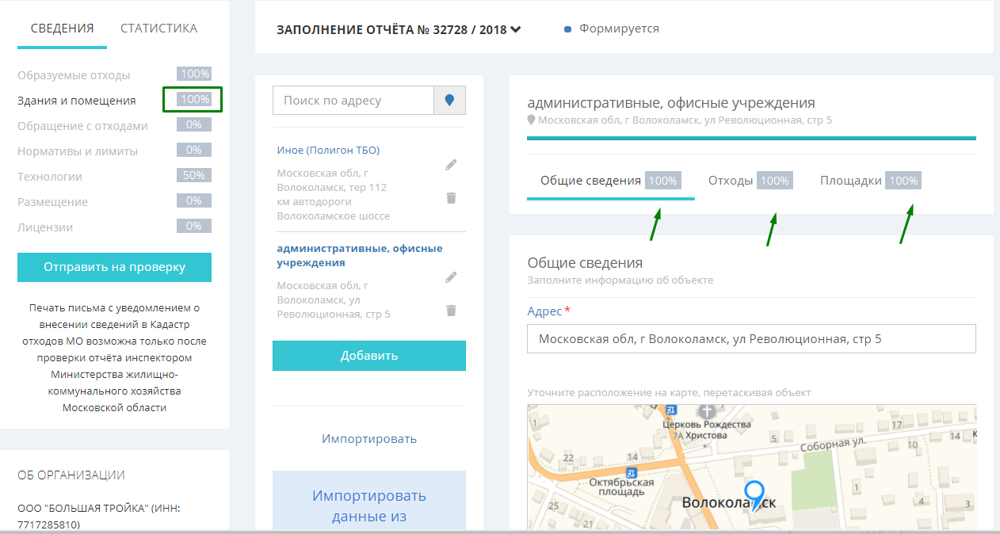 СВЕДЕНИЯ СТАТИСТИКА
Образуемые отходы 100%
Здания и помещения 100%
Обращение с отходами 0%
Нормативы и лимиты 0%
Технологии 50%
Размещение 0%
Лицензии 0%
Отправить на проверку
Печать письма с уведомлением о
внесении сведений в Кадастр
отходов МО возможна только после
проверки отчёта инспектором
Министерства жилищно-
коммунального хозяйства
Московской области
ОБ ОРГАНИЗАЦИИ
ООО "БОЛЬШАЯ ТРОЙКА" (ИНН:
7717285810)
ЗАПОЛНЕНИЕ ОТЧЁТА № 32728 / 2018
Формируется
Поиск по адресу
Иное (Полигон ТБО)
Московская обл, г
Волоколамск, тер 112
км автодороги
Волоколамское шоссе
административные, офисные
учреждения
Московская обл, г
Волоколамск, ул
Революционная, стр 5
Добавить
Импортировать
Импортировать
данные из
административные, офисные учреждения
Московская обл, г Волоколамск, ул Революционная, стр 5
Общие сведения 100% Отходы 100% Площадки 100%
Общие сведения
Заполните информацию об объекте
Адрес *
Московская обл, г Волоколамск, ул Революционная, стр 5
Уточните расположение на карте, перетаскивая объект
1
Церковь Рождества
7А Христова
5
17
14
Соборная ул.
10
22
14
Октябрьская
площадь
1
Волоколамск
4
3
25
21